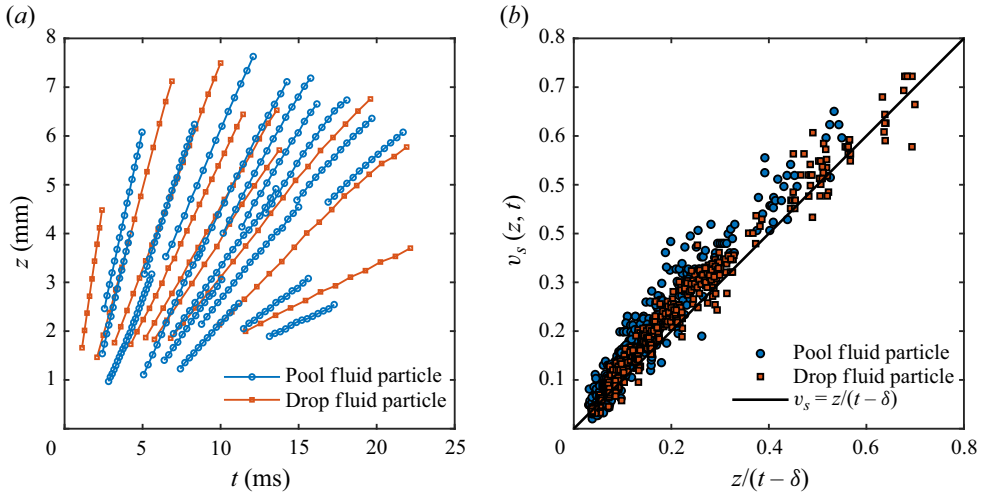 (a)
(b)
8
7
6
5
4
3
2
1
z (mm)
0
5
10
15
20
25
t (ms)
Pool fluid particle
Drop fluid particle
0.8
0.7
0.6
0.5
0.5
0.3
0.2
0.1
v_s (z, t)
0
0.2
0.4
0.6
0.8
z/(t − δ)
Pool fluid particle
Drop fluid particle
v_s = z/(t − δ)